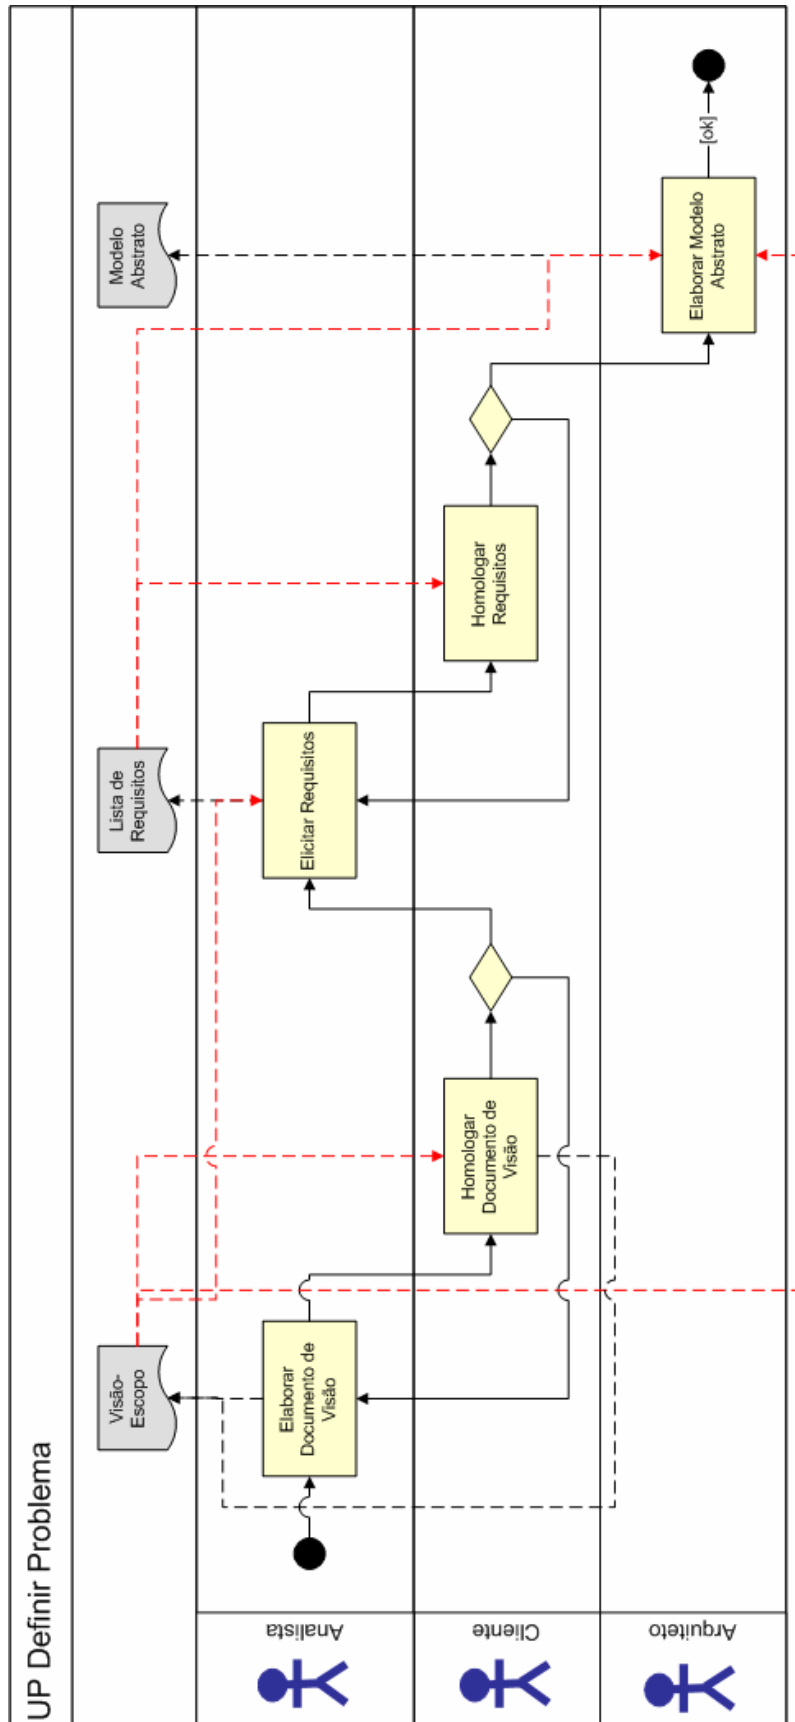 UP Definir Problema
Visão-
Escopo
Lista de
Requisitos
Modelo
Abstrato
Analista
Elaborar
Documento de
Visão
Elicitar Requisitos
Cliente
Homologar
Documento de
Visão
Homologar
Requisitos
Arquiteto
Elaborar Modelo
Abstrato
[ok]